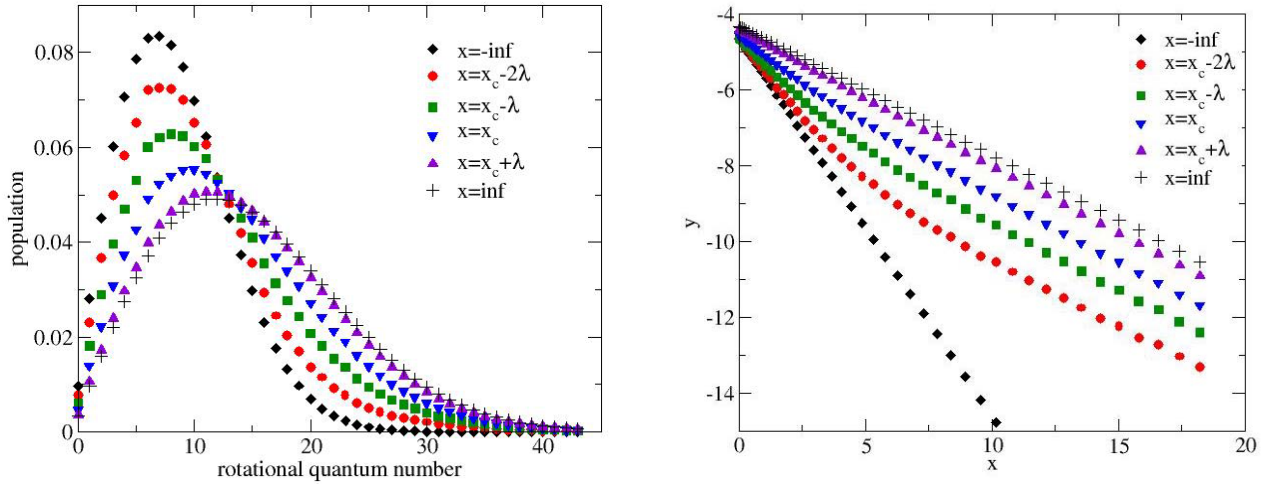 0.08
0.06
0.04
0.02
0
population
0 10 20 30 40
rotational quantum number
x=-inf
x=x_c-2λ
x=x_c-λ
x=x_c
x=x_c+λ
x=inf
-4
-6
-8
-10
-12
-14
y
0 5 10 15 20
x
x=-inf
x=x_c-2λ
x=x_c-λ
x=x_c
x=x_c+λ
x=inf